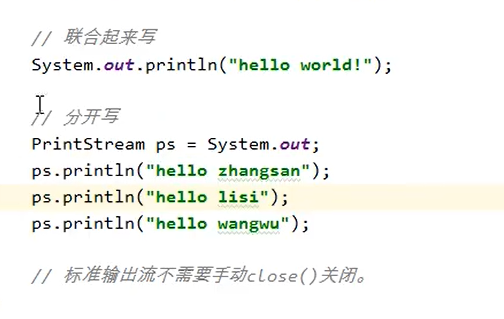 // 联合起来写
System.out.println("hello world!");
// 分开写
PrintStream ps = System.out;
ps.println("hello zhangsan");
ps.println("hello lisi");
ps.println("hello wangwu");
// 标准输出流不需要手动close()关闭。